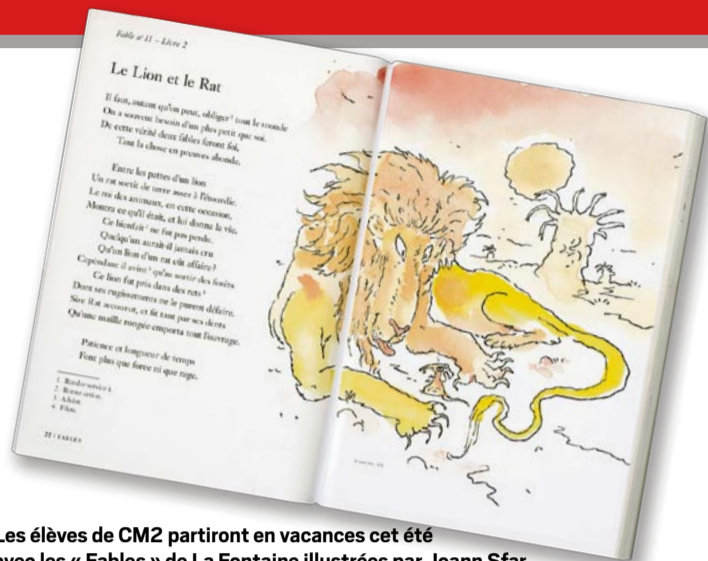 Fable nº 11 – Livre 2
Le Lion et le Rat
Il faut, autant qu'on peut, obliger¹ tout le monde
On a souvent besoin d'un plus petit que soi.
De cette vérité deux fables feront foi,
Tant la chose en preuves abonde.
Entre les pattes d'un lion
Un rat sortit de terre assez à l'étourdie.
Le roi des animaux, en cette occasion,
Montra ce qu'il était, et lui donna la vie.
Ce bienfait² ne fut pas perdu.
Quelqu'un aurait-il jamais cru
Qu'un lion d'un rat eût affaire?
Cependant il avint³ qu'au sortir des forêts
Ce lion fut pris dans des rets⁴
Dont ses rugissements ne le purent défaire.
Sire Rat accourut, et fit tant par ses dents
Qu'une maille rongée emporta tout l'ouvrage.
Patience et longueur de temps
Font plus que force ni que rage.
1. Rendre service à.
2. Bonne action.
3. Advint.
4. Filets.
22 | FABLES
Les élèves de CM2 partiront en vacances cet été
avec les « Fables » de La Fontaine illustrées par Joann Sfar